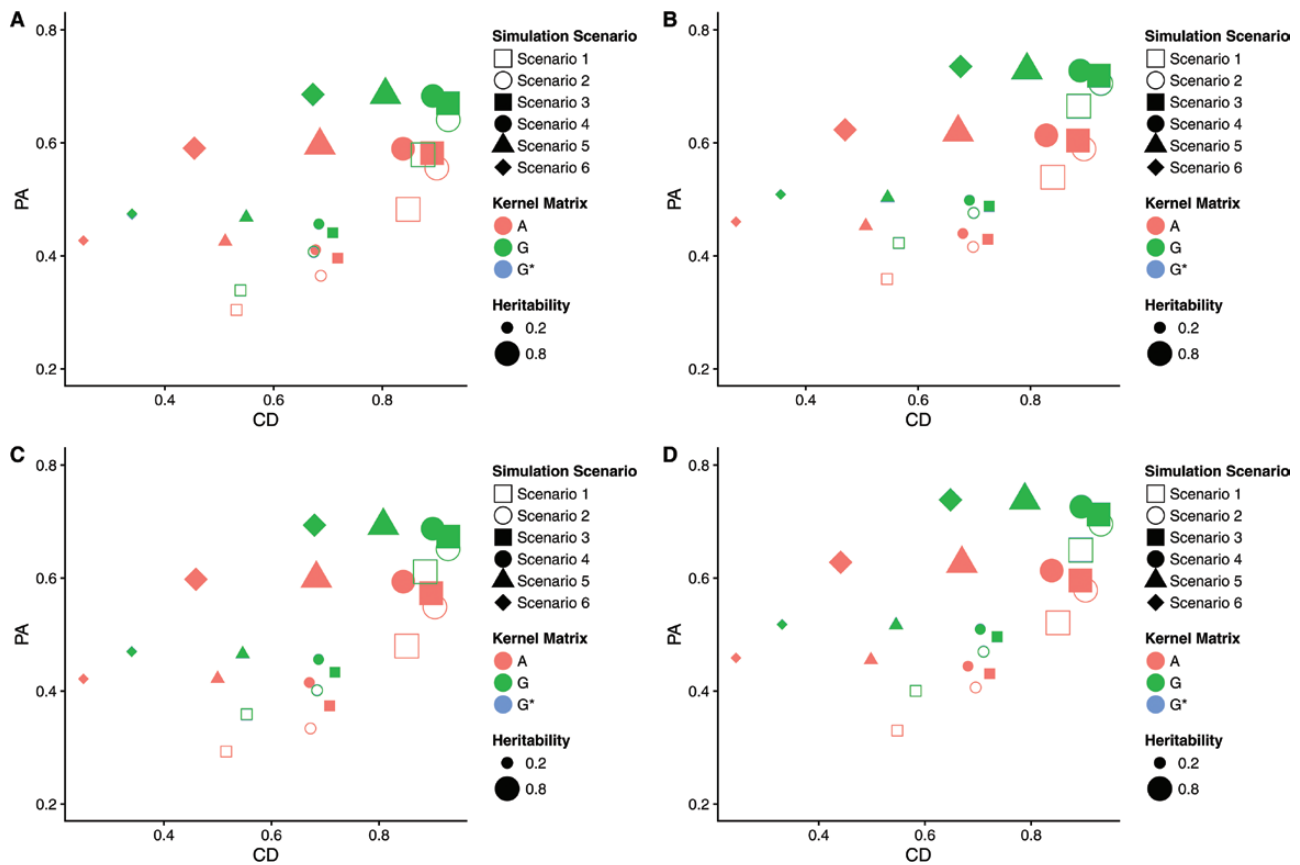 A
0.8
0.6
0.4
0.2
PA
0.4
0.6
0.8
CD
Simulation Scenario
Scenario 1
Scenario 2
Scenario 3
Scenario 4
Scenario 5
Scenario 6
Kernel Matrix
A
G
G*
Heritability
0.2
0.8
B
0.8
0.6
0.4
0.2
PA
0.4
0.6
0.8
CD
Simulation Scenario
Scenario 1
Scenario 2
Scenario 3
Scenario 4
Scenario 5
Scenario 6
Kernel Matrix
A
G
G*
Heritability
0.2
0.8
C
0.8
0.6
0.4
0.2
PA
0.4
0.6
0.8
CD
Simulation Scenario
Scenario 1
Scenario 2
Scenario 3
Scenario 4
Scenario 5
Scenario 6
Kernel Matrix
A
G
G*
Heritability
0.2
0.8
D
0.8
0.6
0.4
0.2
PA
0.4
0.6
0.8
CD
Simulation Scenario
Scenario 1
Scenario 2
Scenario 3
Scenario 4
Scenario 5
Scenario 6
Kernel Matrix
A
G
G*
Heritability
0.2
0.8